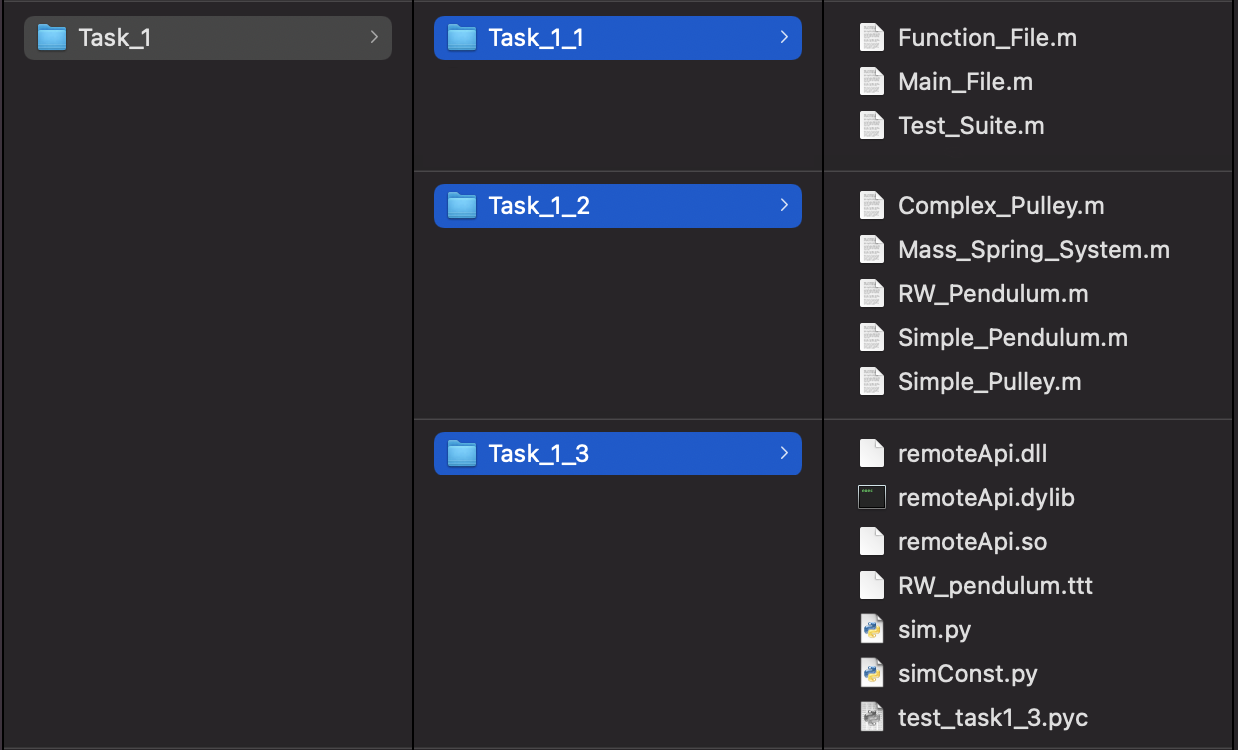 Task_1
Task_1_1
Function_File.m
Main_File.m
Test_Suite.m
Task_1_2
Complex_Pulley.m
Mass_Spring_System.m
RW_Pendulum.m
Simple_Pendulum.m
Simple_Pulley.m
Task_1_3
remoteApi.dll
remoteApi.dylib
remoteApi.so
RW_pendulum.ttt
sim.py
simConst.py
test_task1_3.pyc